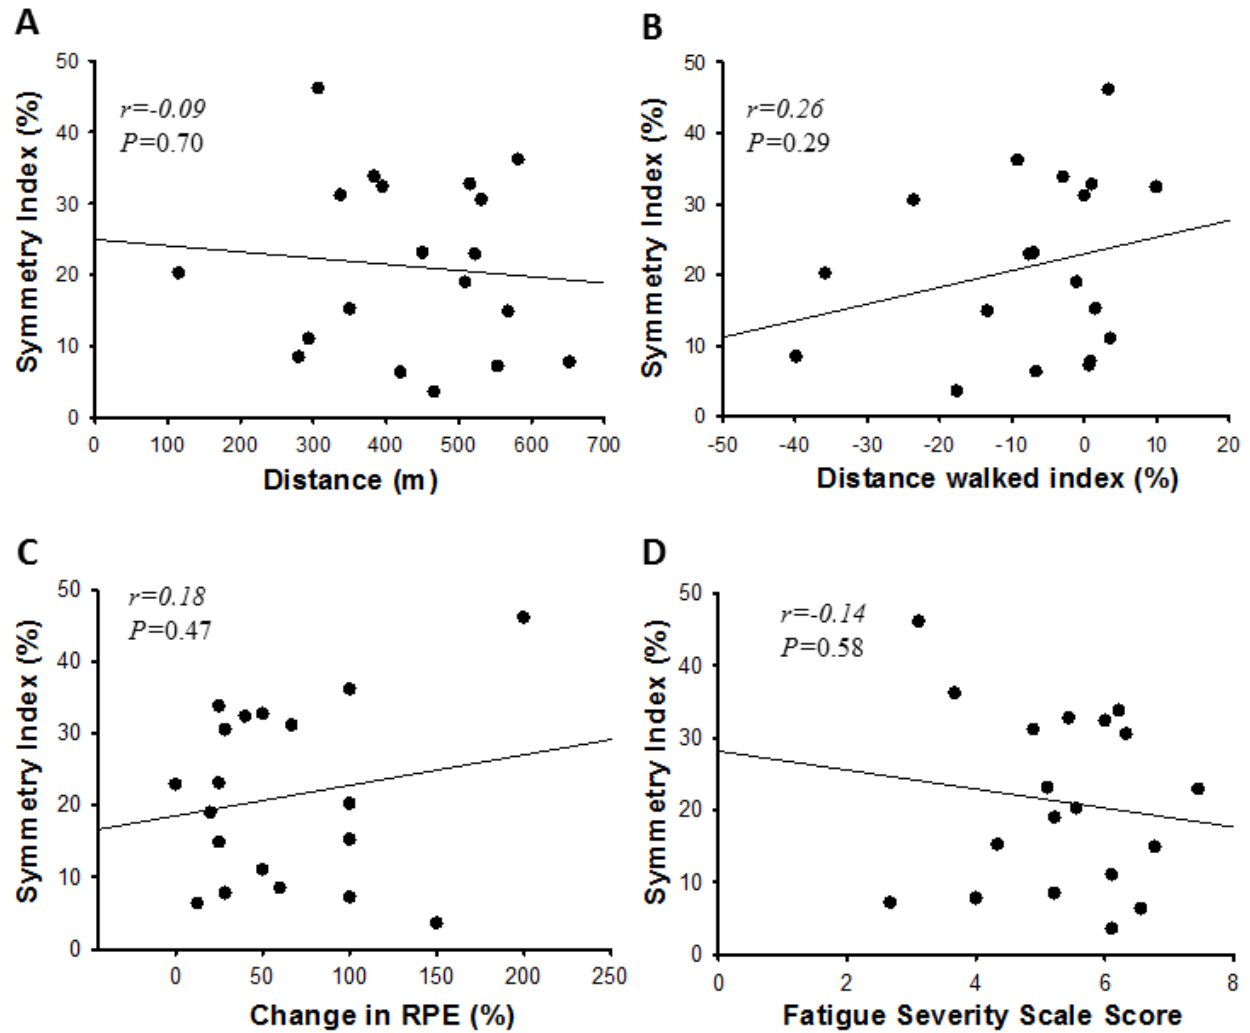 A
Symmetry Index (%)
50
40
30
20
10
0
r=-0.09
P=0.70
0 100 200 300 400 500 600 700
Distance (m)
B
Symmetry Index (%)
50
40
30
20
10
0
r=0.26
P=0.29
-50 -40 -30 -20 -10 0 10 20
Distance walked index (%)
C
Symmetry Index (%)
50
40
30
20
10
0
r=0.18
P=0.47
0 50 100 150 200 250
Change in RPE (%)
D
Symmetry Index (%)
50
40
30
20
10
0
r=-0.14
P=0.58
0 2 4 6 8
Fatigue Severity Scale Score